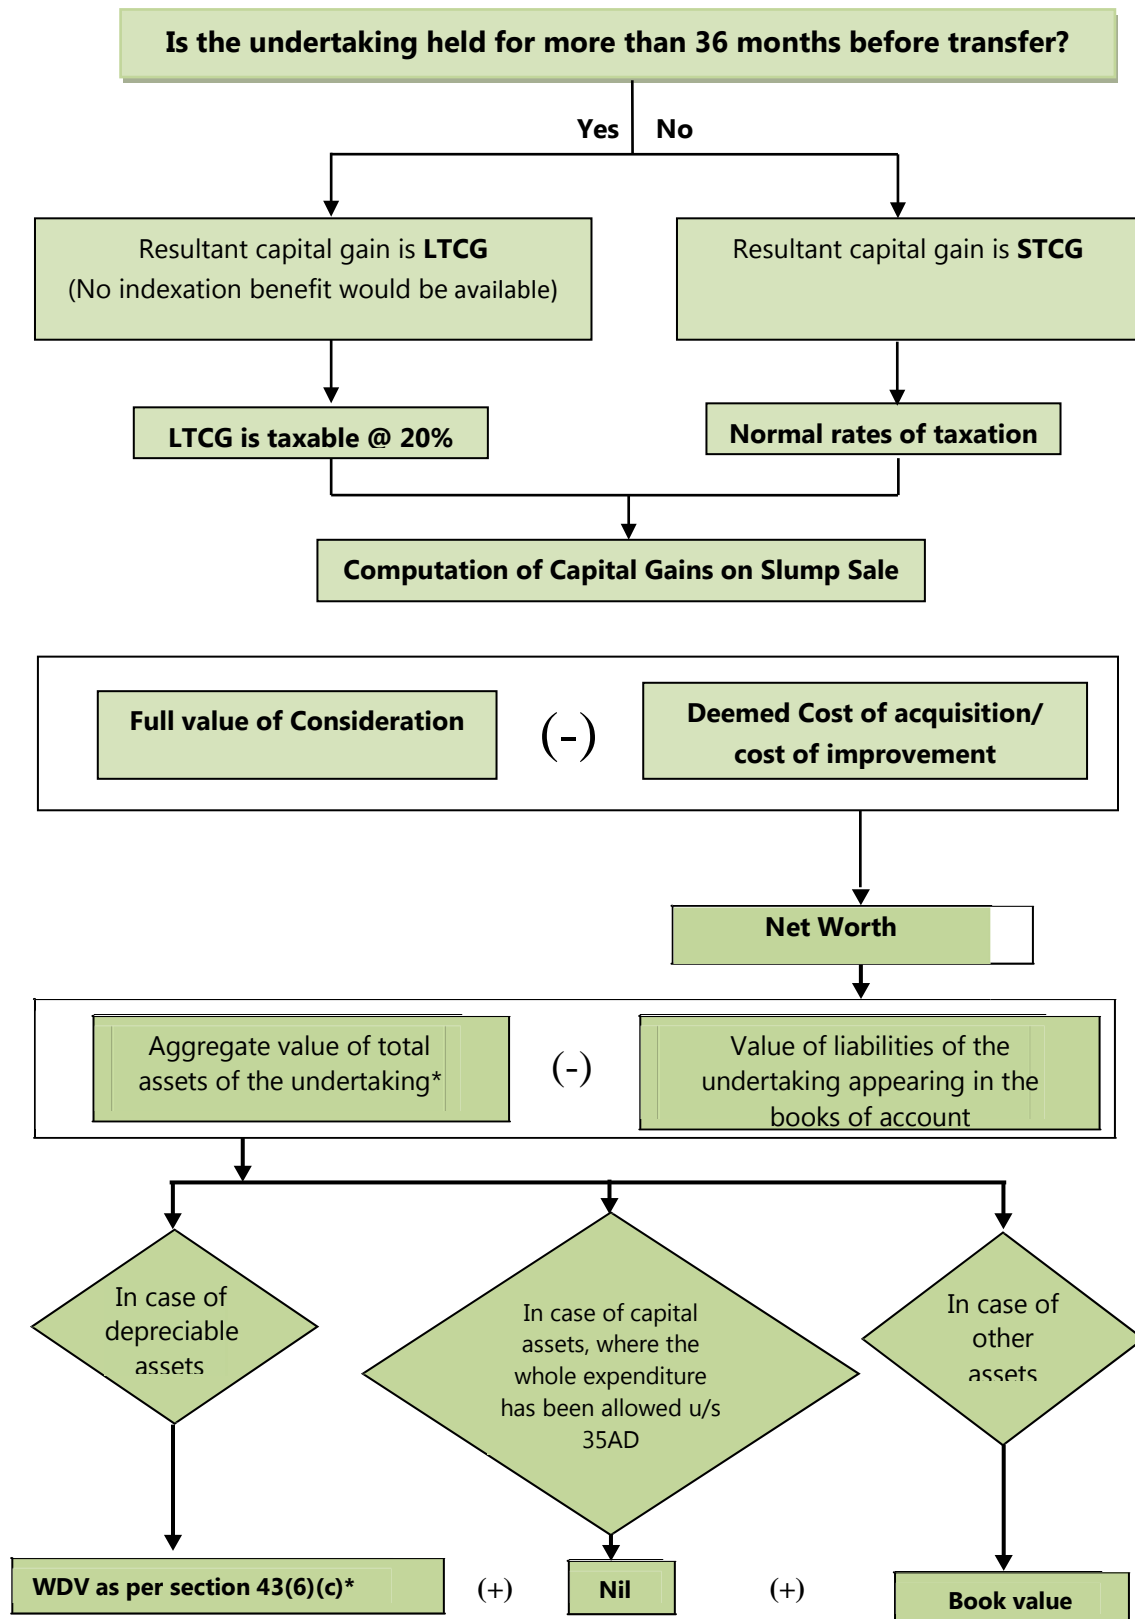 Is the undertaking held for more than 36 months before transfer?
Yes No
Resultant capital gain is LTCG
(No indexation benefit would be available)
Resultant capital gain is STCG
LTCG is taxable @ 20%
Normal rates of taxation
Computation of Capital Gains on Slump Sale
Full value of Consideration
(-)
Deemed Cost of acquisition/
cost of improvement
Net Worth
Aggregate value of total
assets of the undertaking*
(-)
Value of liabilities of the
undertaking appearing in the
books of account
In case of
depreciable
assets
In case of capital
assets, where the
whole expenditure
has been allowed u/s
35AD
In case of
other
assets
WDV as per section 43(6)(c)*
(+)
Nil
(+)
Book value